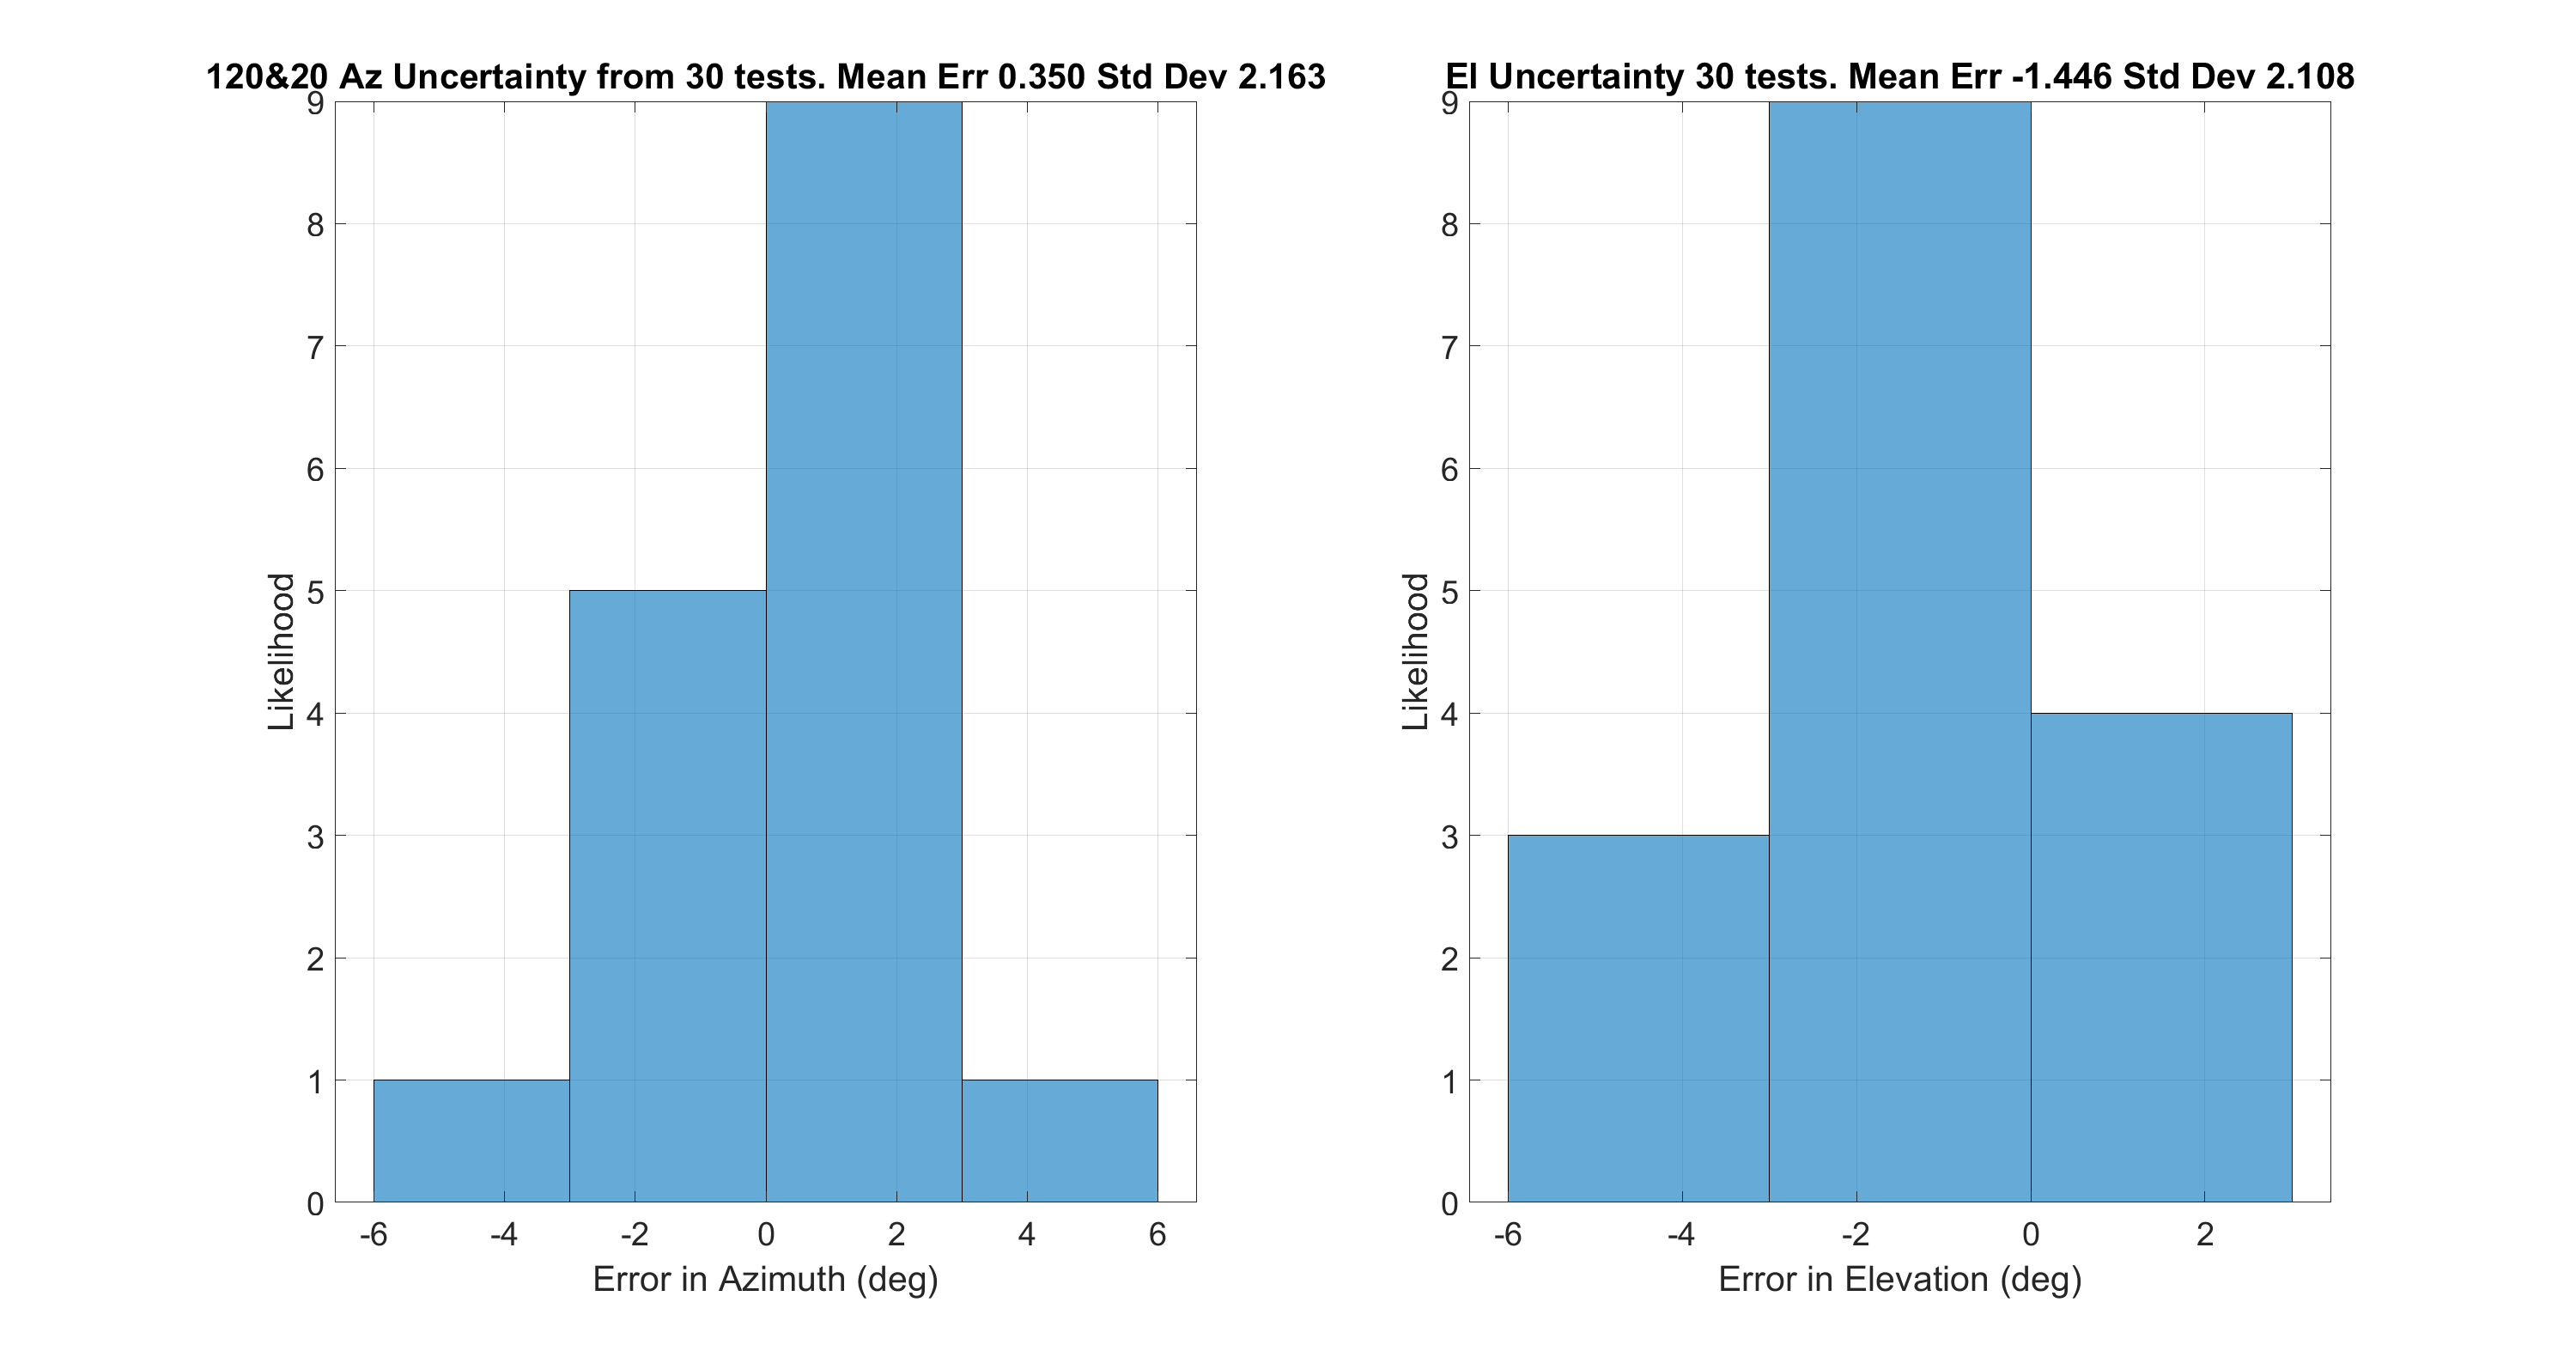 120&20 Az Uncertainty from 30 tests. Mean Err 0.350 Std Dev 2.163
9
8
7
6
5
4
3
2
1
0
Likelihood
-6 -4 -2 0 2 4 6
Error in Azimuth (deg)
El Uncertainty 30 tests. Mean Err -1.446 Std Dev 2.108
9
8
7
6
5
4
3
2
1
0
Likelihood
-6 -4 -2 0 2
Error in Elevation (deg)